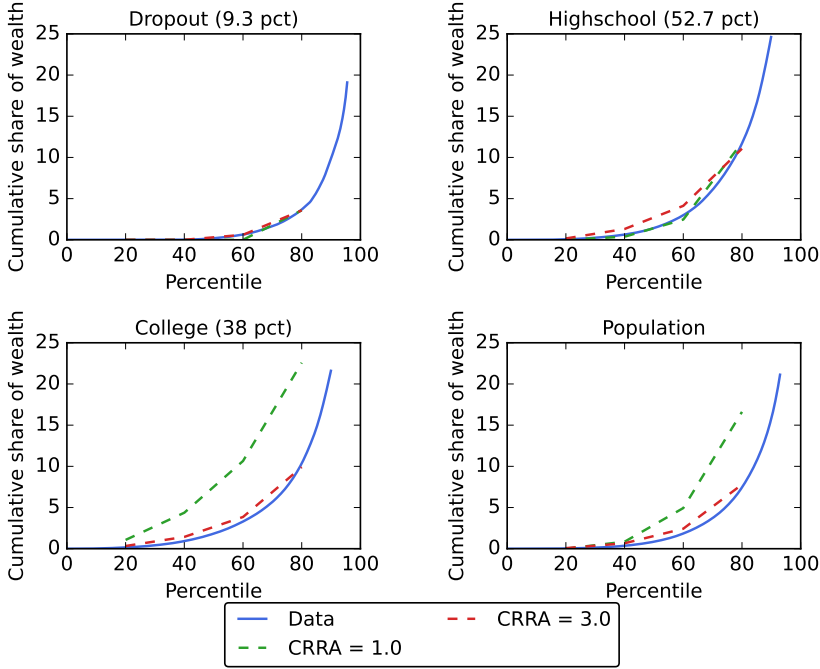 Dropout (9.3 pct)
Cumulative share of wealth
25
20
15
10
5
0
0 20 40 60 80 100
Percentile
Highschool (52.7 pct)
Cumulative share of wealth
25
20
15
10
5
0
0 20 40 60 80 100
Percentile
College (38 pct)
Cumulative share of wealth
25
20
15
10
5
0
0 20 40 60 80 100
Percentile
Population
Cumulative share of wealth
25
20
15
10
5
0
0 20 40 60 80 100
Percentile
Data
CRRA = 1.0
CRRA = 3.0